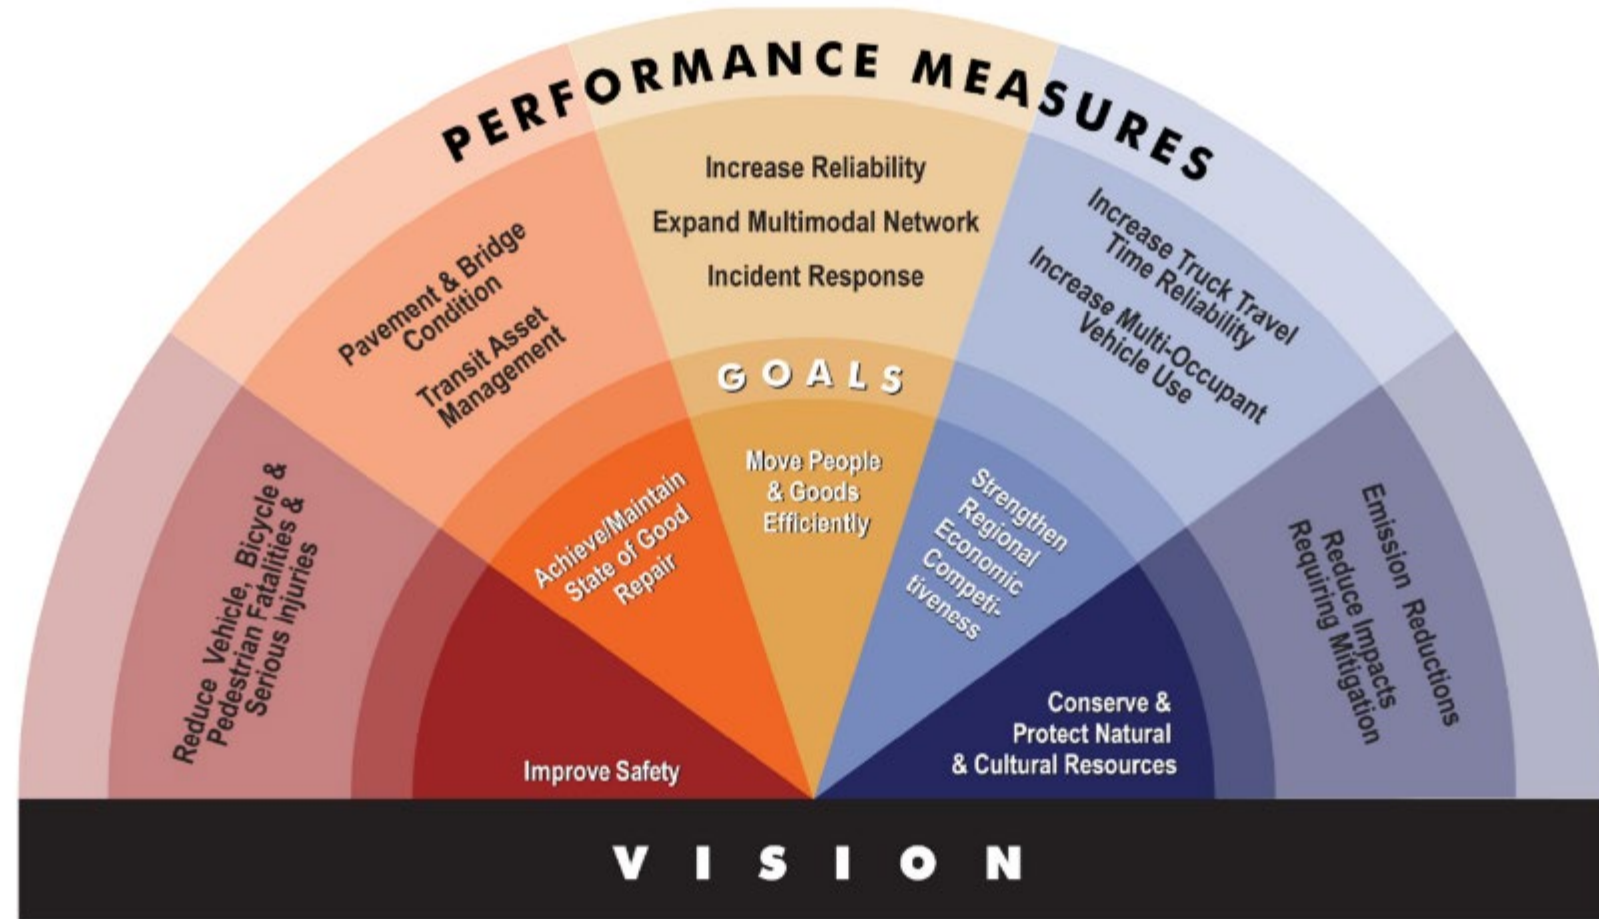 PERFORMANCE MEASURES
Reduce Vehicle, Bicycle &
Pedestrian Fatalities &
Serious Injuries
Pavement & Bridge
Condition
Transit Asset
Management
Increase Reliability
Expand Multimodal Network
Incident Response
Increase Truck Travel
Time Reliability
Increase Multi-Occupant
Vehicle Use
Emission Reductions
Reduce Impacts
Requiring Mitigation
GOALS
Improve Safety
Achieve/Maintain
State of Good
Repair
Move People
& Goods
Efficiently
Strengthen
Regional
Economic
Competi-
tiveness
Conserve &
Protect Natural
& Cultural Resources
VISION